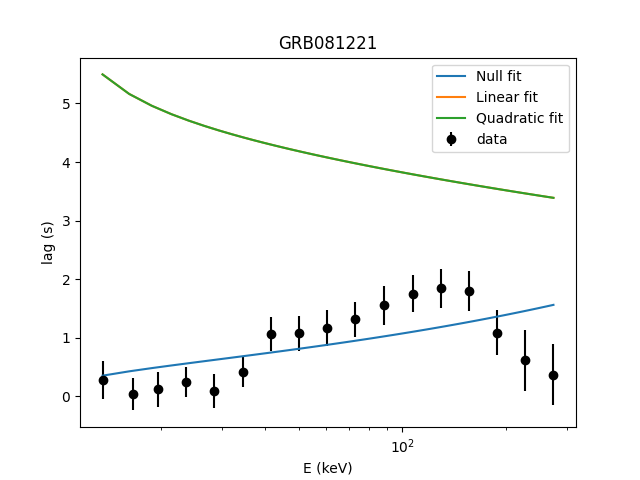 GRB081221
Null fit
Linear fit
Quadratic fit
data
5
4
3
2
1
0
lag (s)
10²
E (keV)